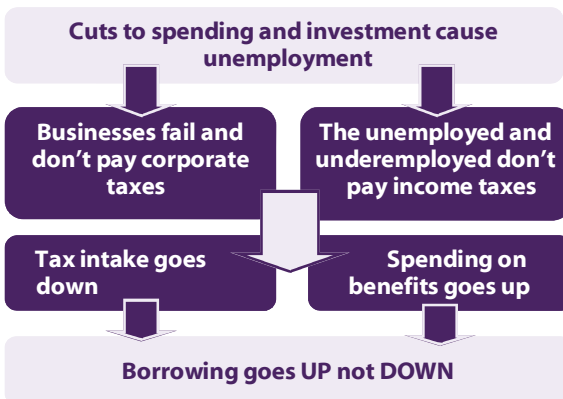 Cuts to spending and investment cause
unemployment
Businesses fail and
don’t pay corporate
taxes
The unemployed and
underemployed don’t
pay income taxes
Tax intake goes
down
Spending on
benefits goes up
Borrowing goes UP not DOWN